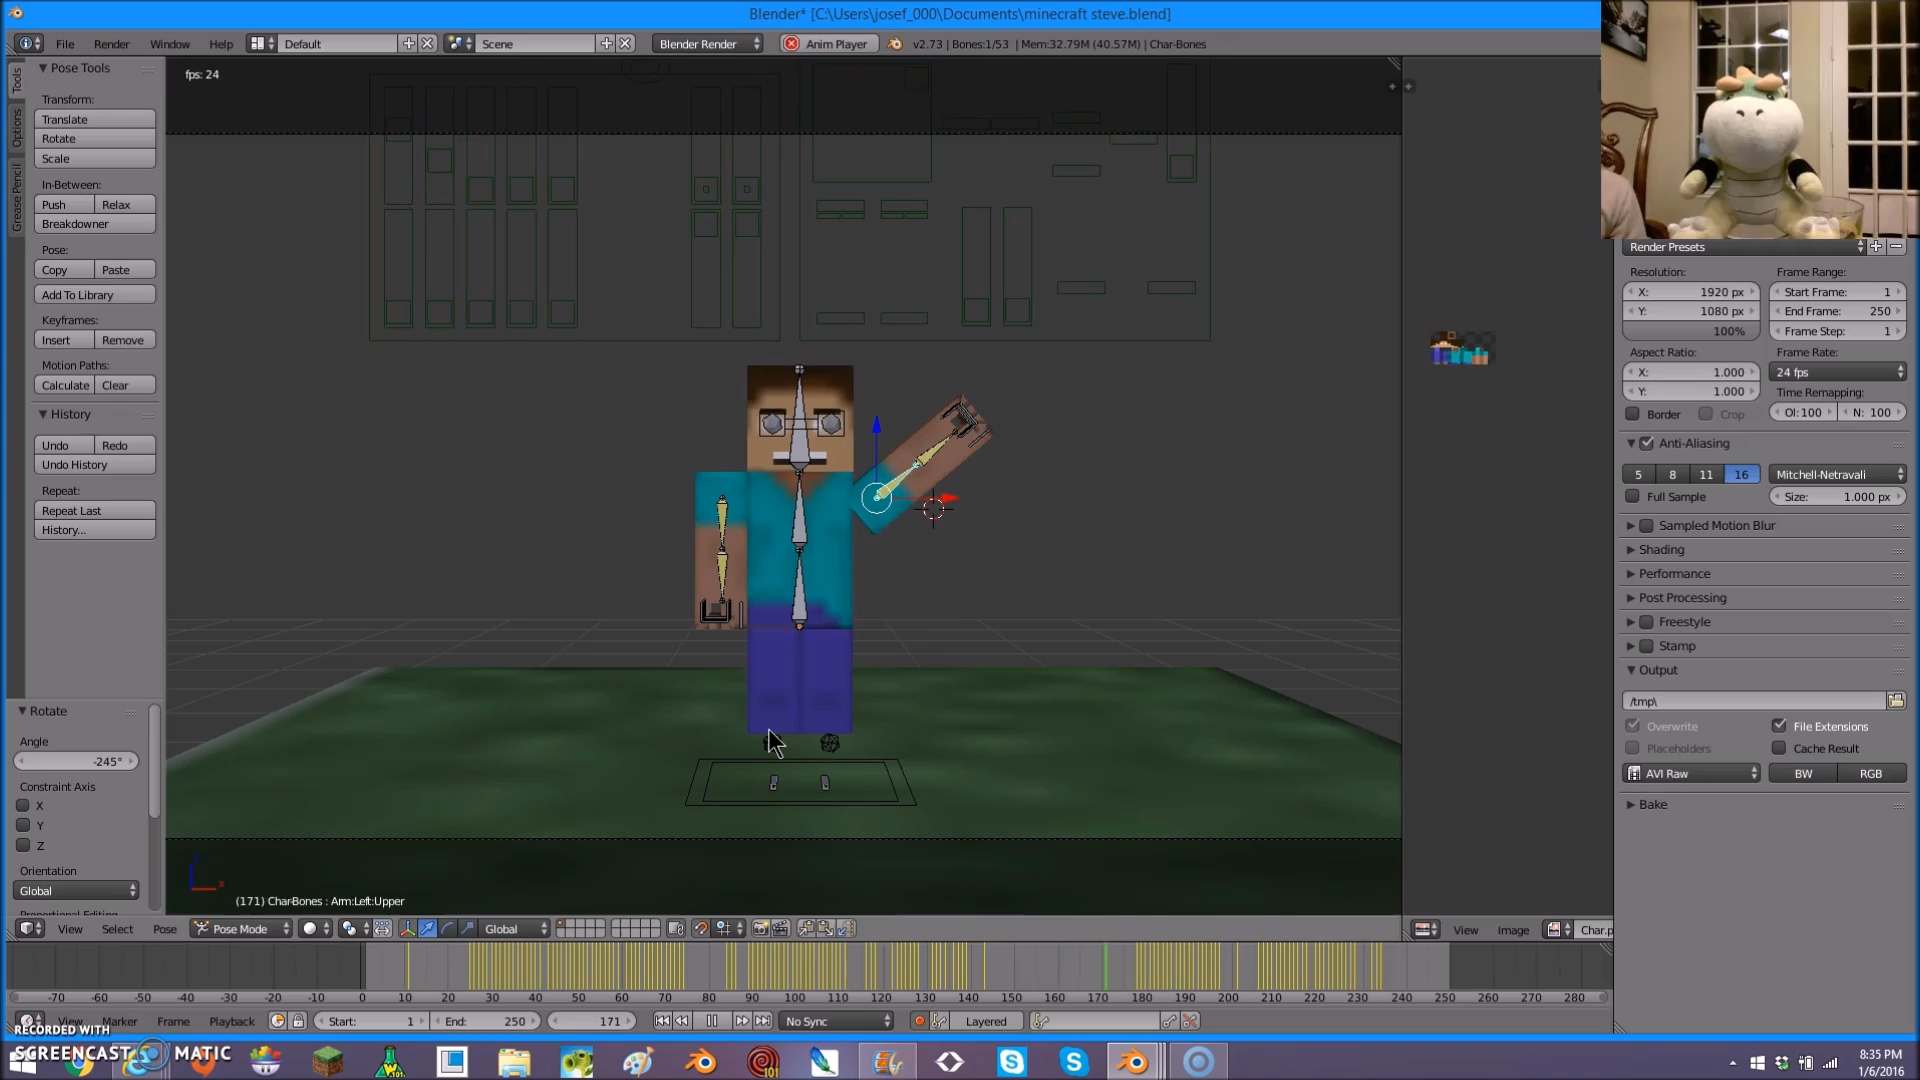 Blender* [C:\Users\josef_000\Documents\minecraft steve.blend]
File Render Window Help Default Scene Blender Render Anim Player v2.73 | Bones:1/53 | Mem:32.79M (40.57M) | Char-Bones
Tools
Options
Grease Pencil
Pose Tools
Transform:
Translate
Rotate
Scale
In-Between:
Push Relax
Breakdowner
Pose:
Copy Paste
Add To Library
Keyframes:
Insert Remove
Motion Paths:
Calculate Clear
History
Undo Redo
Undo History
Repeat:
Repeat Last
History...
Rotate
Angle
-245°
Constraint Axis
X
Y
Z
Orientation
Global
fps: 24
(171) Char-Bones : Arm:Left:Upper
Render Presets
Resolution: Frame Range:
X: 1920 px Start Frame: 1
Y: 1080 px End Frame: 250
100% Frame Step: 1
Aspect Ratio: Frame Rate:
X: 1.000 24 fps
Y: 1.000 Time Remapping:
Border Crop Ol:100 N: 100
Anti-Aliasing
5 8 11 16 Mitchell-Netravali
Full Sample Size: 1.000 px
Sampled Motion Blur
Shading
Performance
Post Processing
Freestyle
Stamp
Output
/tmp\
Overwrite File Extensions
Placeholders Cache Result
AVI Raw BW RGB
Bake
View Select Pose Pose Mode Global View Image Char.p
-70 -60 -50 -40 -30 -20 -10 0 10 20 30 40 50 60 70 80 90 100 110 120 130 140 150 160 170 180 190 200 210 220 230 240 250 260 270 280
View Marker Frame Playback Start: 1 End: 250 171 No Sync Layered
RECORDED WITH
SCREENCAST MATIC
8:35 PM
1/6/2016